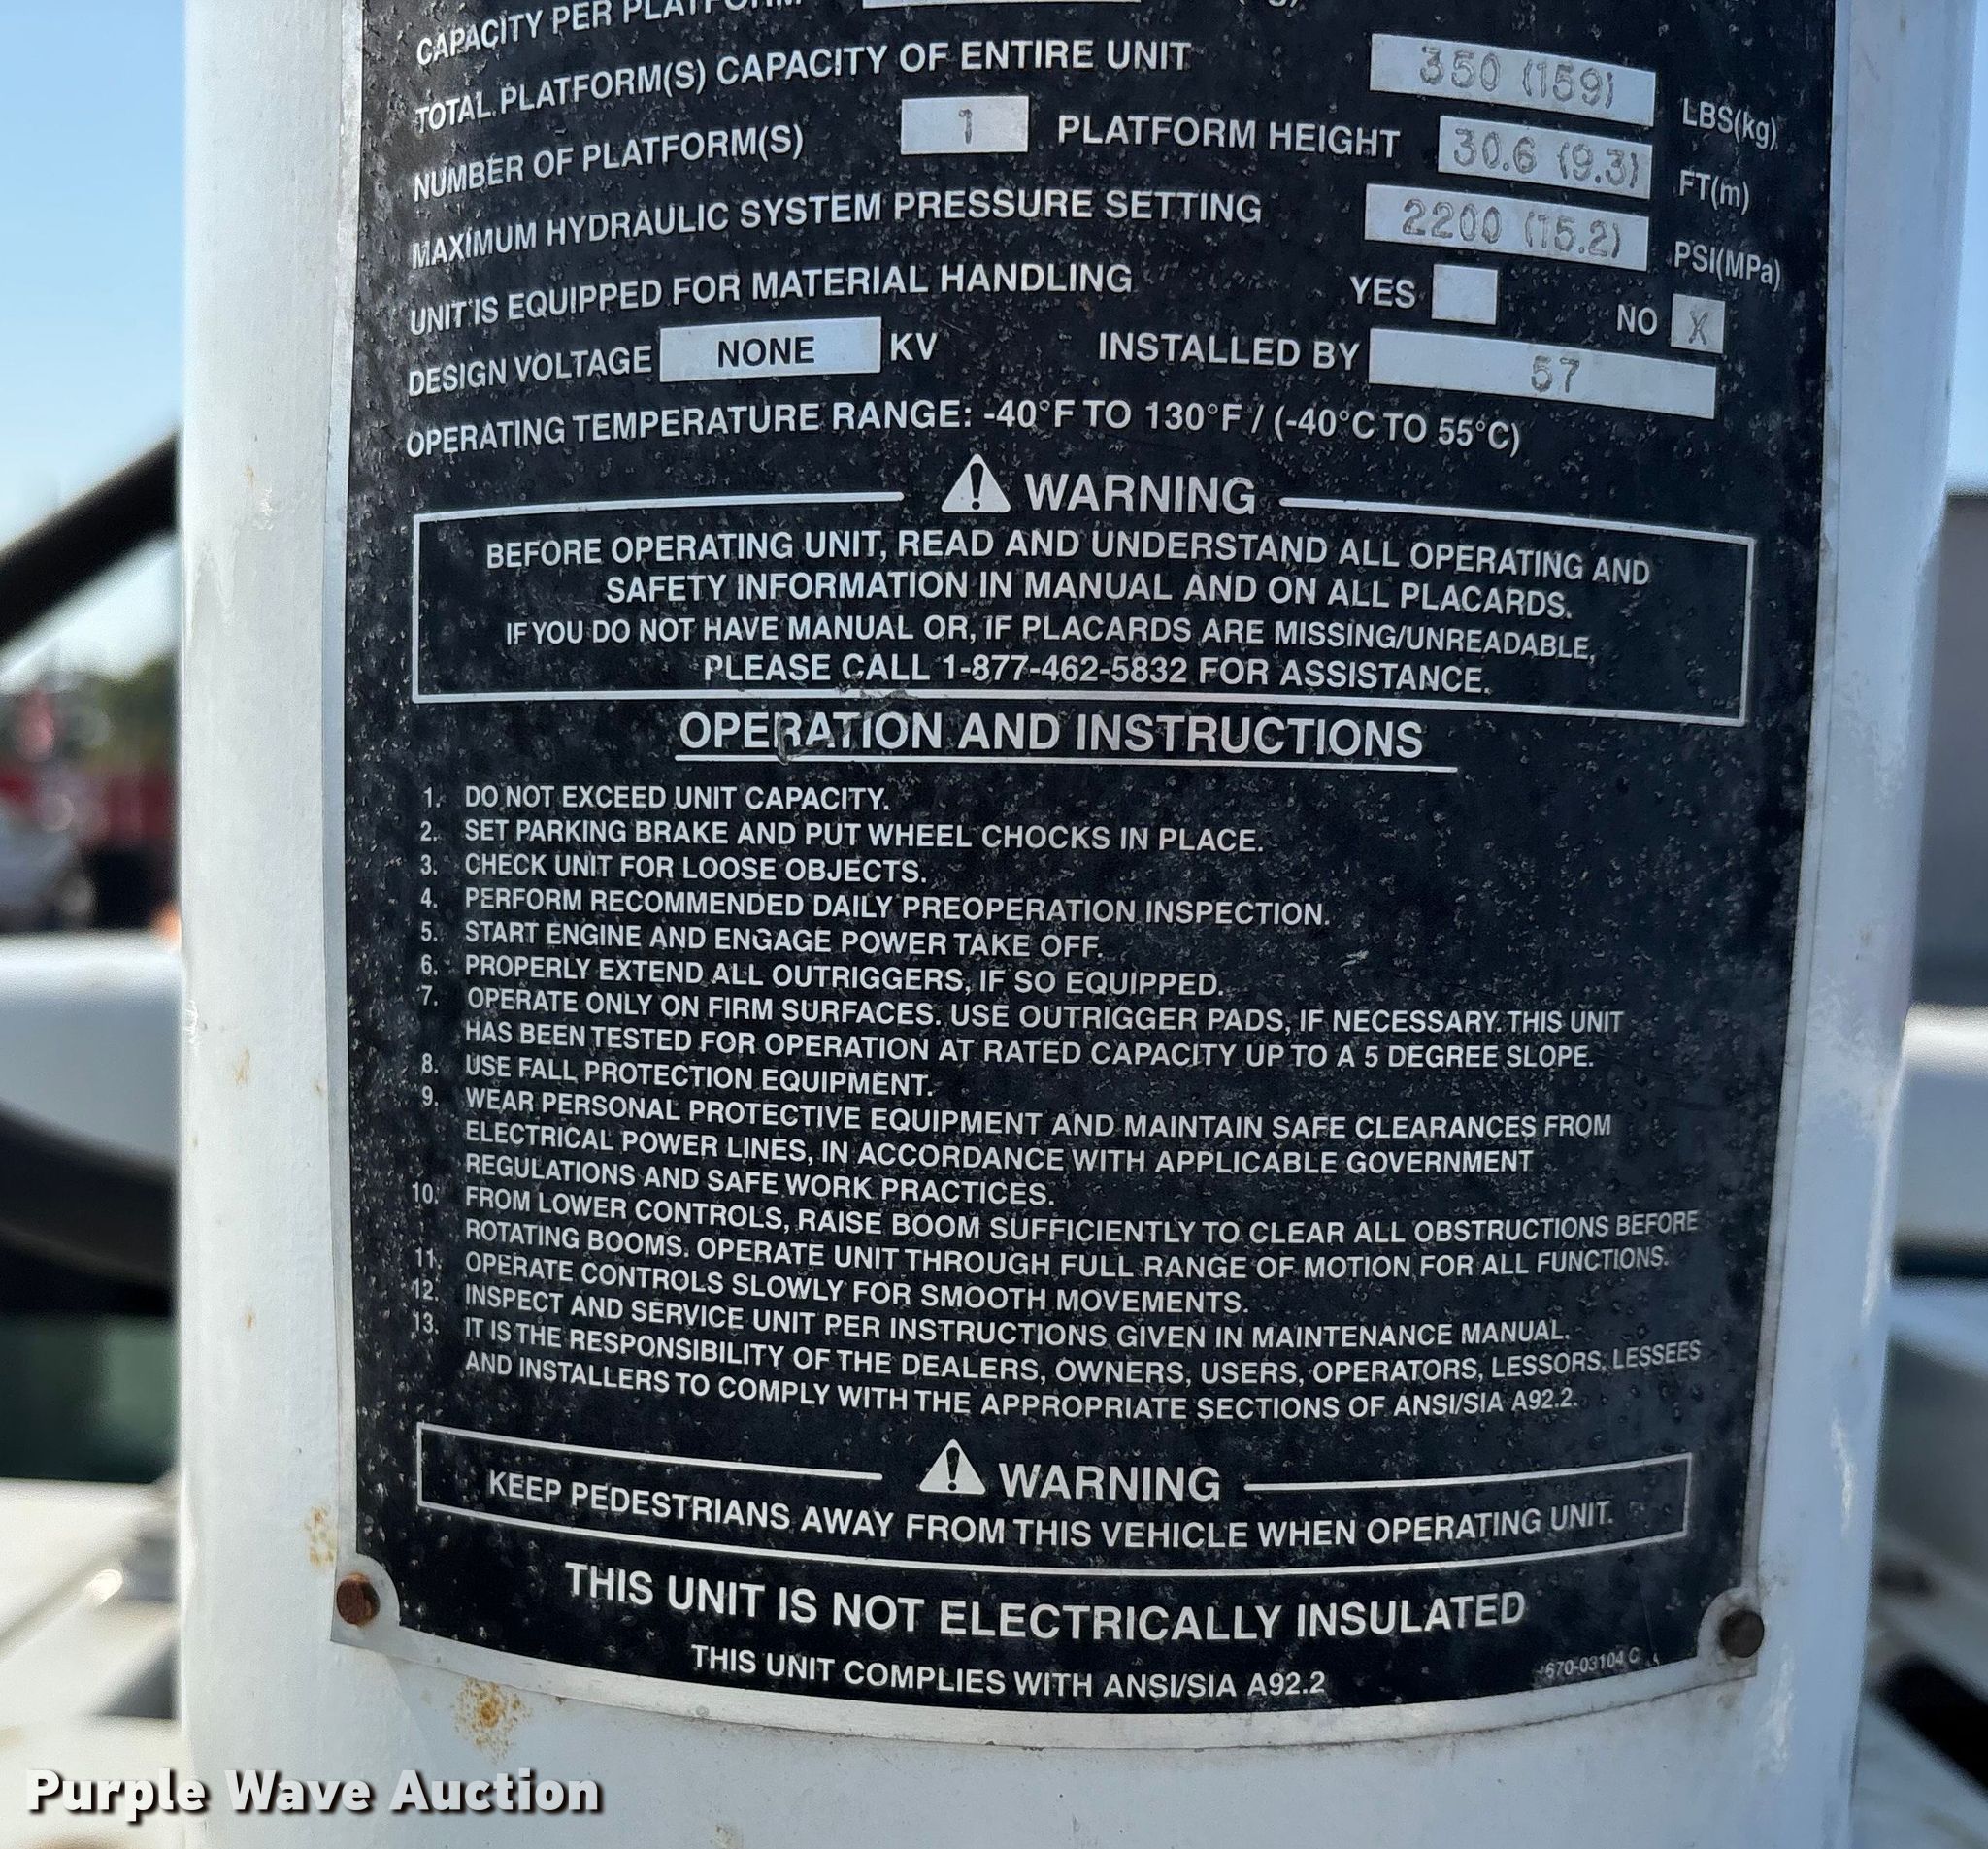 CAPACITY PER PLATFORM
TOTAL PLATFORM(S) CAPACITY OF ENTIRE UNIT 350 (159) LBS(kg)
NUMBER OF PLATFORM(S) 1 PLATFORM HEIGHT 30.6 (9.3) FT(m)
MAXIMUM HYDRAULIC SYSTEM PRESSURE SETTING 2200 (15.2) PSI(MPa)
UNIT IS EQUIPPED FOR MATERIAL HANDLING YES NO X
DESIGN VOLTAGE NONE KV INSTALLED BY 57
OPERATING TEMPERATURE RANGE: -40°F TO 130°F / (-40°C TO 55°C)
WARNING
BEFORE OPERATING UNIT, READ AND UNDERSTAND ALL OPERATING AND
SAFETY INFORMATION IN MANUAL AND ON ALL PLACARDS.
IF YOU DO NOT HAVE MANUAL OR, IF PLACARDS ARE MISSING/UNREADABLE,
PLEASE CALL 1-877-462-5832 FOR ASSISTANCE.
OPERATION AND INSTRUCTIONS
1. DO NOT EXCEED UNIT CAPACITY.
2. SET PARKING BRAKE AND PUT WHEEL CHOCKS IN PLACE.
3. CHECK UNIT FOR LOOSE OBJECTS.
4. PERFORM RECOMMENDED DAILY PREOPERATION INSPECTION.
5. START ENGINE AND ENGAGE POWER TAKE OFF.
6. PROPERLY EXTEND ALL OUTRIGGERS, IF SO EQUIPPED.
7. OPERATE ONLY ON FIRM SURFACES. USE OUTRIGGER PADS, IF NECESSARY. THIS UNIT
HAS BEEN TESTED FOR OPERATION AT RATED CAPACITY UP TO A 5 DEGREE SLOPE.
8. USE FALL PROTECTION EQUIPMENT.
9. WEAR PERSONAL PROTECTIVE EQUIPMENT AND MAINTAIN SAFE CLEARANCES FROM
ELECTRICAL POWER LINES, IN ACCORDANCE WITH APPLICABLE GOVERNMENT
REGULATIONS AND SAFE WORK PRACTICES.
10. FROM LOWER CONTROLS, RAISE BOOM SUFFICIENTLY TO CLEAR ALL OBSTRUCTIONS BEFORE
ROTATING BOOMS. OPERATE UNIT THROUGH FULL RANGE OF MOTION FOR ALL FUNCTIONS.
11. OPERATE CONTROLS SLOWLY FOR SMOOTH MOVEMENTS.
12. INSPECT AND SERVICE UNIT PER INSTRUCTIONS GIVEN IN MAINTENANCE MANUAL.
13. IT IS THE RESPONSIBILITY OF THE DEALERS, OWNERS, USERS, OPERATORS, LESSORS, LESSEES
AND INSTALLERS TO COMPLY WITH THE APPROPRIATE SECTIONS OF ANSI/SIA A92.2.
WARNING
KEEP PEDESTRIANS AWAY FROM THIS VEHICLE WHEN OPERATING UNIT.
THIS UNIT IS NOT ELECTRICALLY INSULATED
THIS UNIT COMPLIES WITH ANSI/SIA A92.2
670-03104 C
Purple Wave Auction